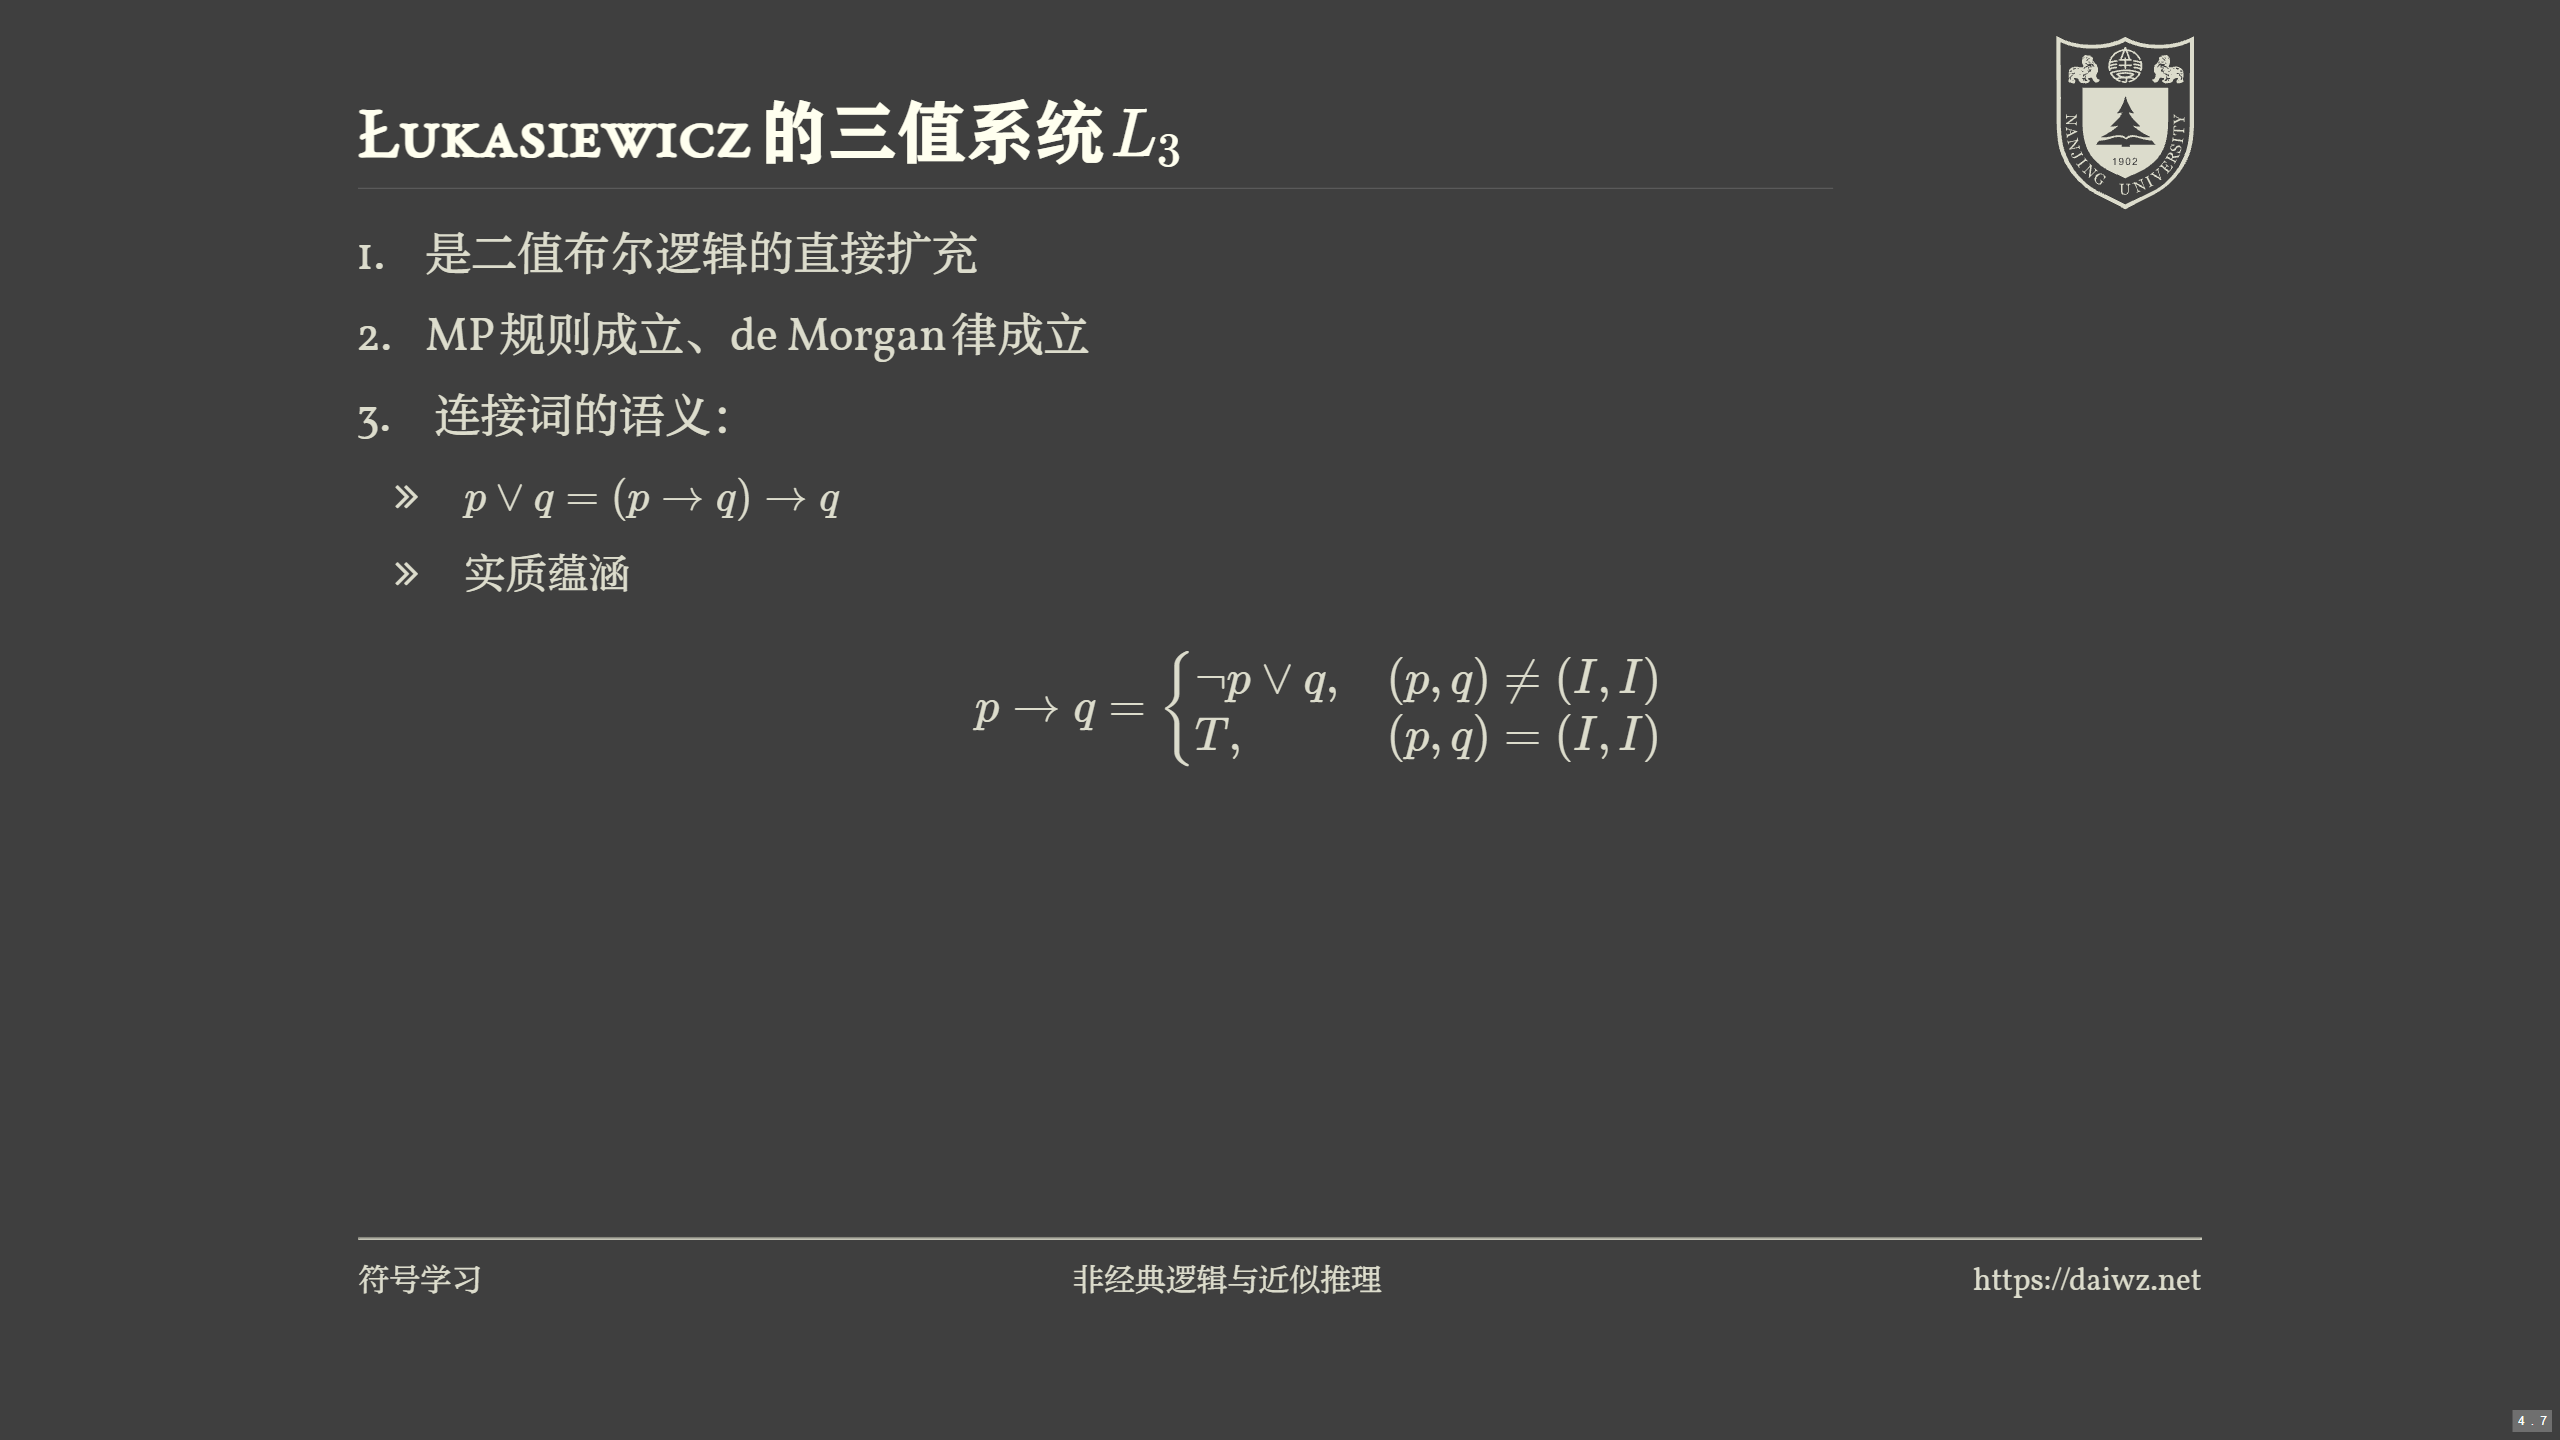 Łukasiewicz 的三值系统 L₃
NANJING UNIVERSITY
1902
1. 是二值布尔逻辑的直接扩充
2. MP规则成立、de Morgan律成立
3. 连接词的语义：
» p ∨ q = (p → q) → q
» 实质蕴涵
p → q = { ¬p ∨ q, (p, q) ≠ (I, I)
T, (p, q) = (I, I)
符号学习 非经典逻辑与近似推理 https://daiwz.net
4 . 7